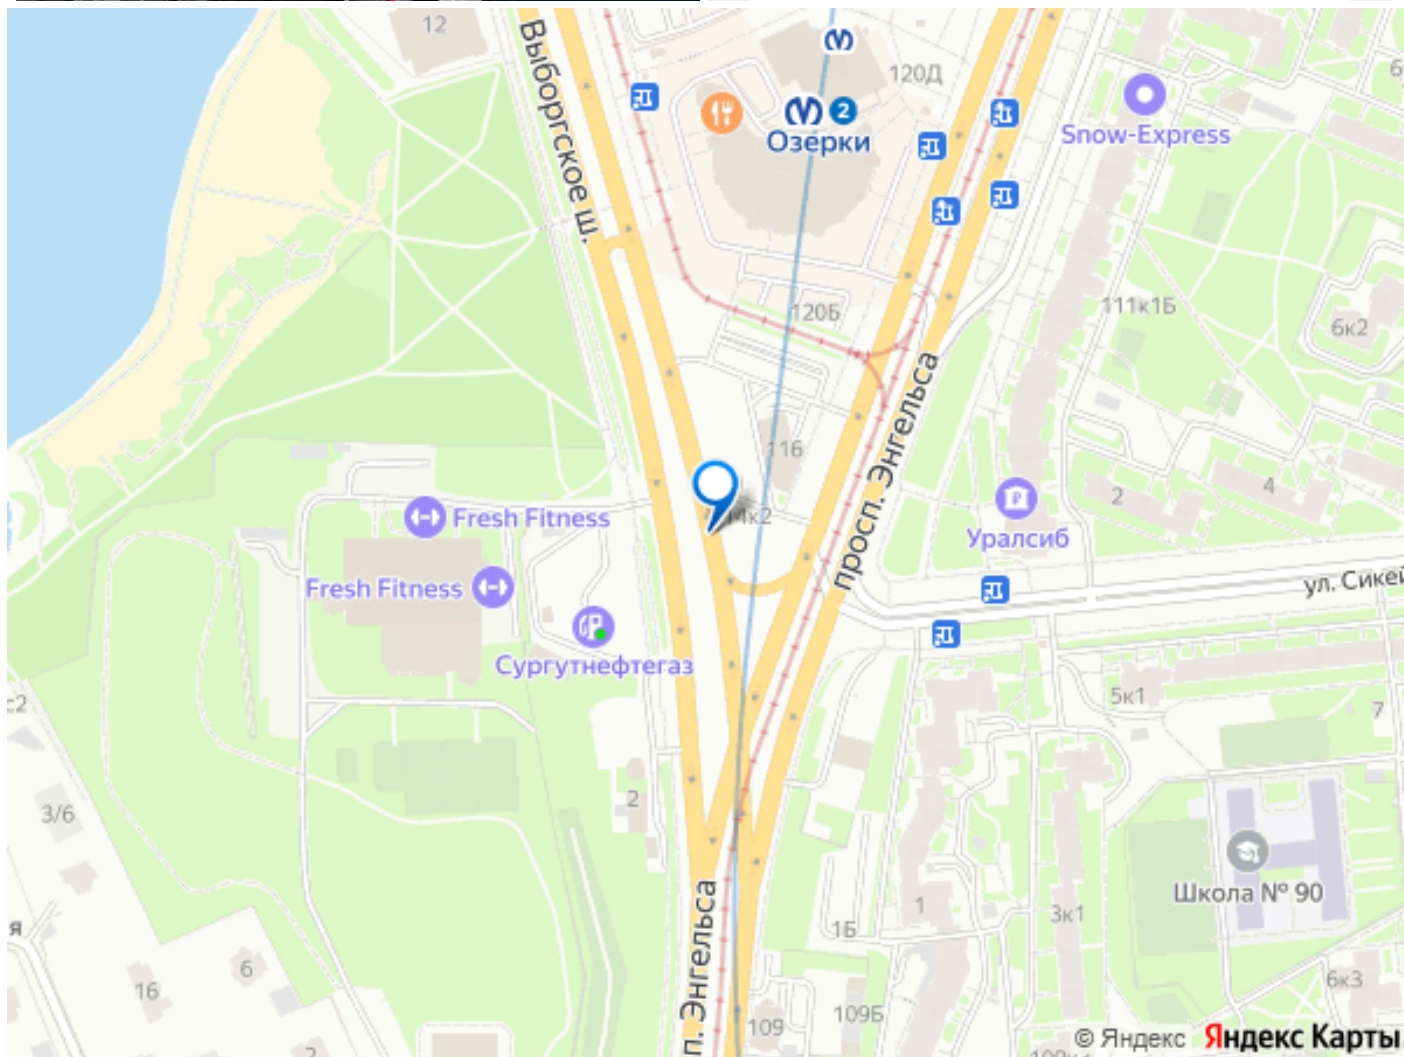 12
Выборгское ш.
120Д
2
Озерки
Snow-Express
6
120Б
111к1Б
6к2
116
просп. Энгельса
Fresh Fitness
Уралсиб
2
4
Fresh Fitness
ул. Сикей
Сургутнефтегаз
5к1
7
3/6
2
Школа № 90
1
3к1
1Б
я
6
16
п. Энгельса
6к3
109
109Б
2
© Яндекс Яндекс Карты